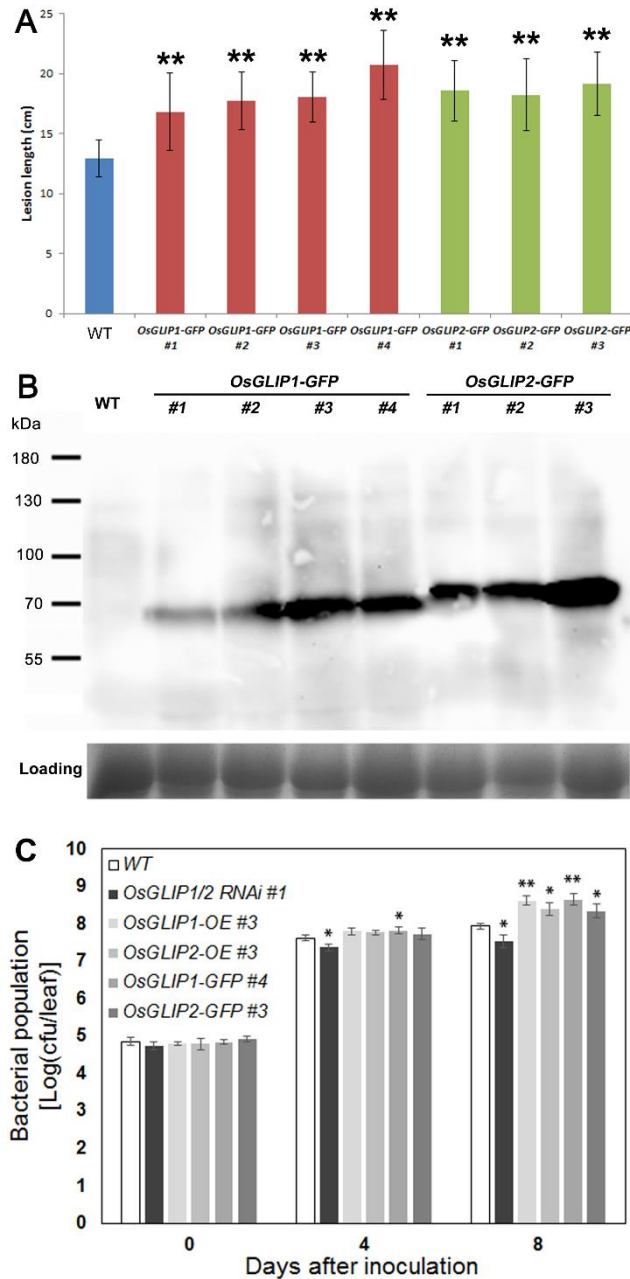 A
25
20
15
10
5
0
Lesion length (cm)
** ** ** ** ** ** **
WT OsGLIP1-GFP OsGLIP1-GFP OsGLIP1-GFP OsGLIP1-GFP OsGLIP2-GFP OsGLIP2-GFP OsGLIP2-GFP
#1 #2 #3 #4 #1 #2 #3
B
OsGLIP1-GFP OsGLIP2-GFP
WT #1 #2 #3 #4 #1 #2 #3
kDa
180
130
100
70
55
Loading
C
10
9
8
7
6
5
4
3
2
1
0
Bacterial population
[Log(cfu/leaf)]
WT
OsGLIP1/2 RNAi #1
OsGLIP1-OE #3
OsGLIP2-OE #3
OsGLIP1-GFP #4
OsGLIP2-GFP #3
* * * ** * ** *
0 4 8
Days after inoculation